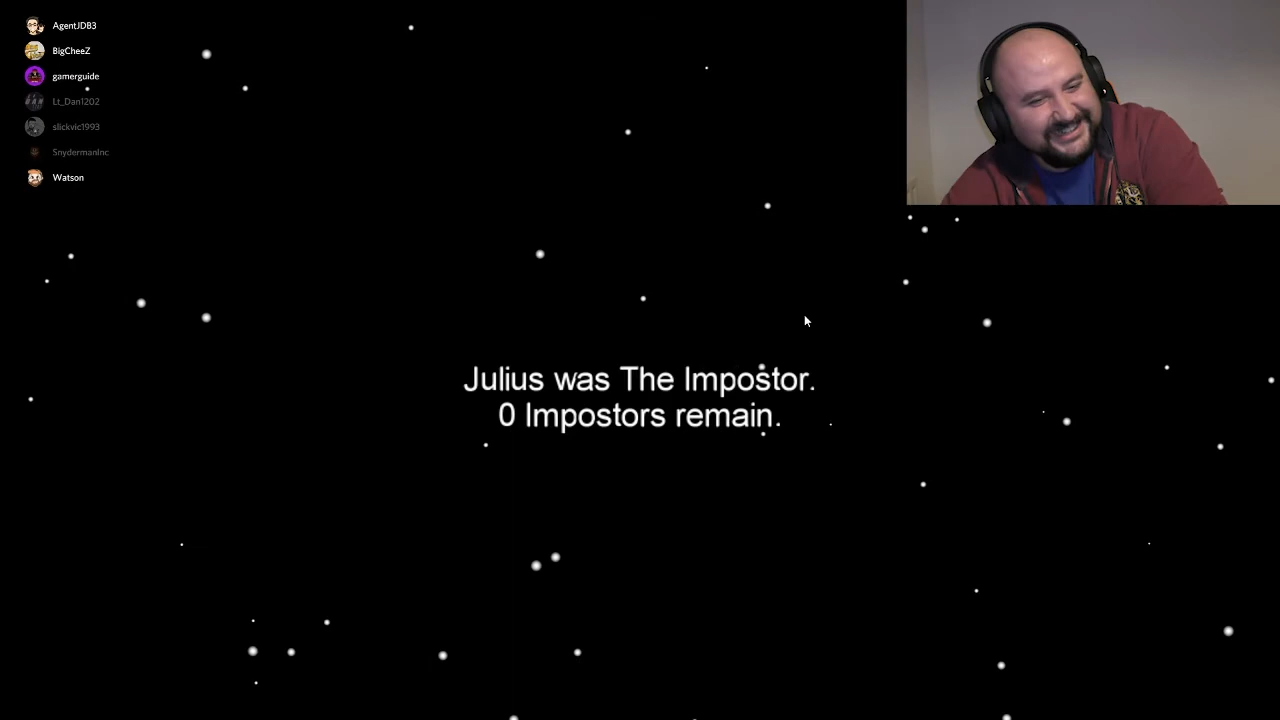 AgentJDB3
BigCheeZ
gamerguide
Lt_Dan1202
slickvic1993
SnydermanInc
Watson
Julius was The Impostor.
0 Impostors remain.